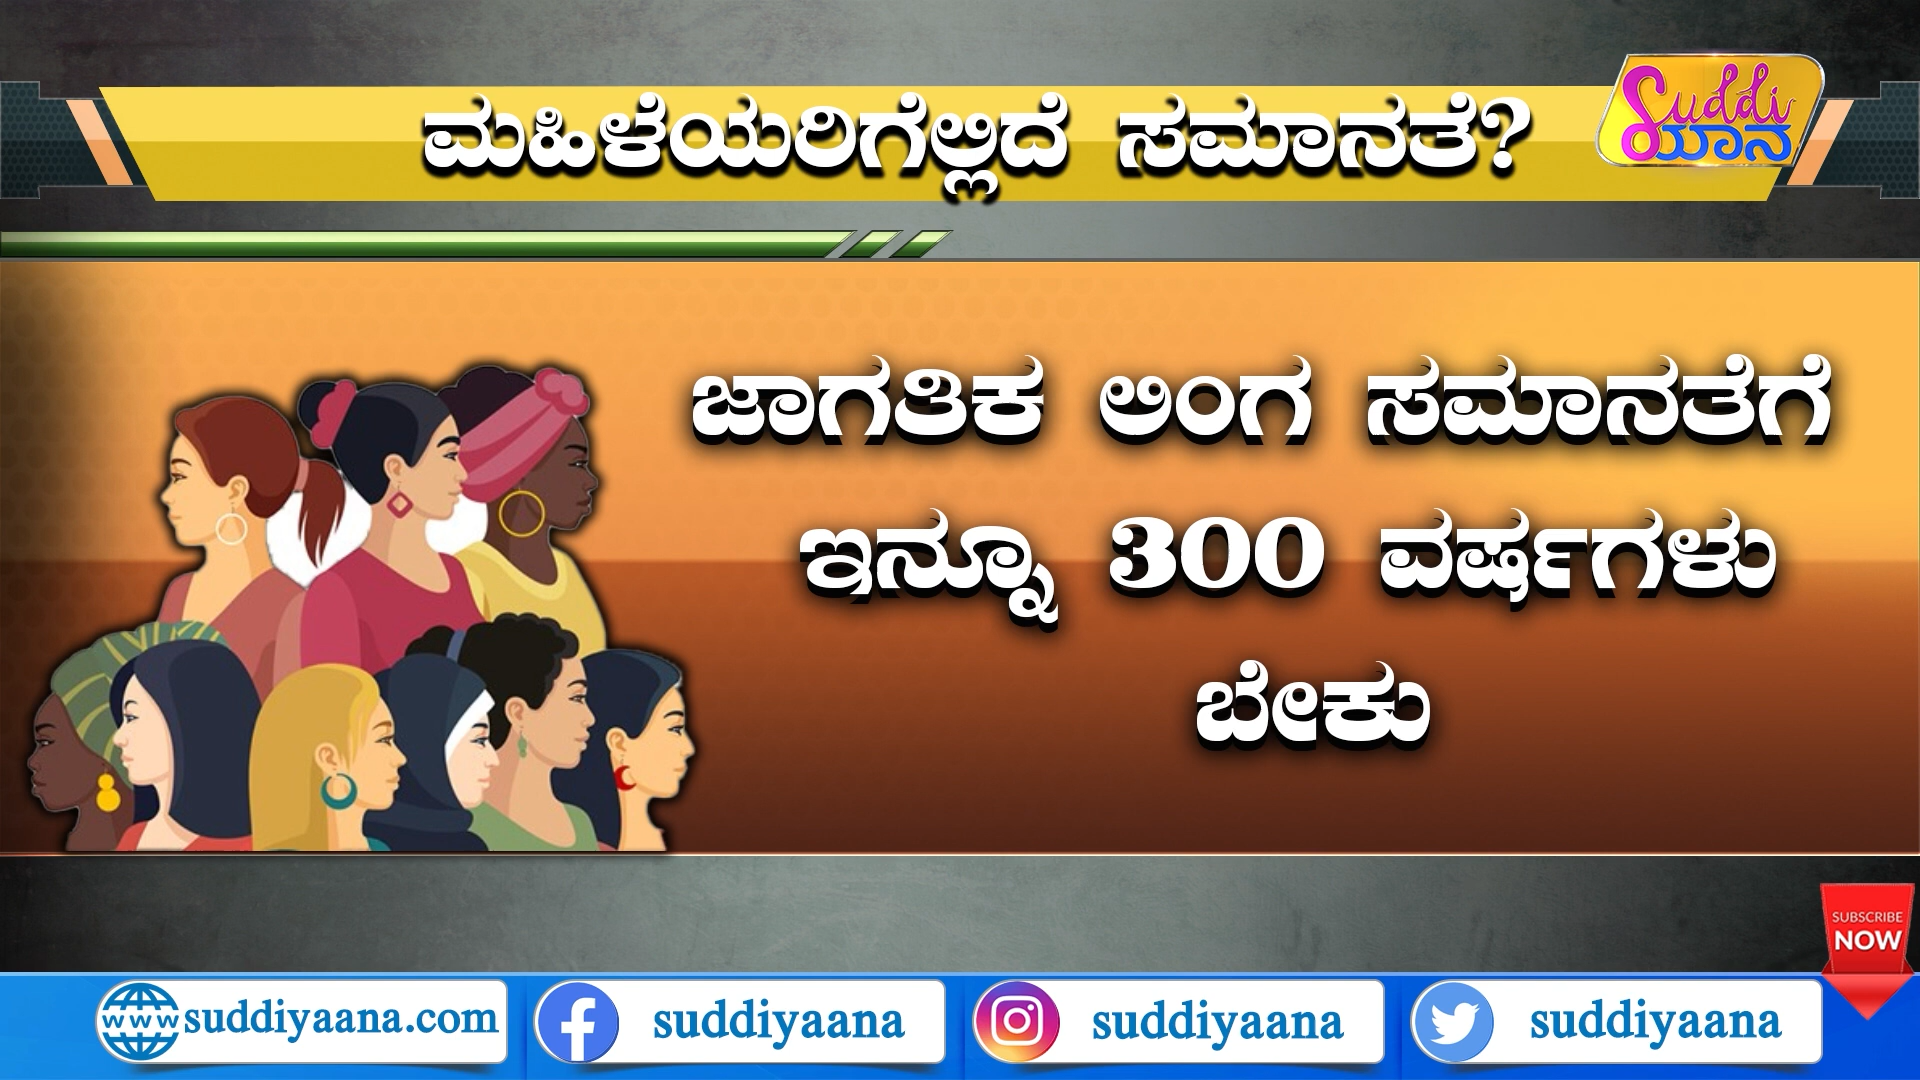 ಮಹಿಳೆಯರಿಗೆಲ್ಲಿದೆ ಸಮಾನತೆ?
Suddi
ಯಾನ
ಜಾಗತಿಕ ಲಿಂಗ ಸಮಾನತೆಗೆ
ಇನ್ನೂ 300 ವರ್ಷಗಳು
ಬೇಕು
SUBSCRIBE
NOW
www suddiyaana.com
suddiyaana
suddiyaana
suddiyaana